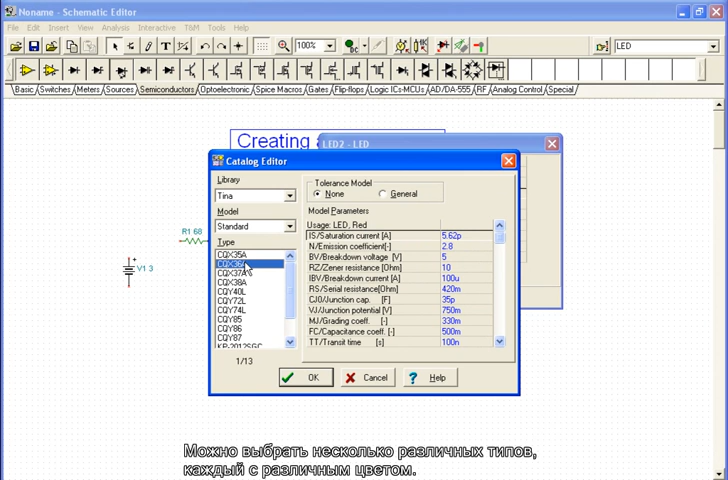 Noname - Schematic Editor
File Edit Insert View Analysis Interactive T&M Tools Help
100% DC LED
Basic Switches Meters Sources Semiconductors Optoelectronic Spice Macros Gates Flip-flops Logic ICs-MCUs AD/DA-555 RF Analog Control Special
Creating a
LED2 - LED
Catalog Editor
Library
Tina
Model
Standard
Type
CQX35A
CQX36A
CQX38A
CQY40L
CQY72L
CQY74L
CQY85
CQY86
CQY87
KP-2012SGC
1/13
Tolerance Model
None General
Model Parameters
Usage: LED, Red
IS/Saturation current [A] 5.62p
N/Emission coefficient[-] 2.8
BV/Breakdown voltage [V] 5
RZ/Zener resistance [Ohm] 10
IBV/Breakdown current [A] 100u
RS/Serial resistance[Ohm] 420m
CJ0/Junction cap. [F] 35p
VJ/Junction potential [V] 750m
MJ/Grading coeff. [-] 330m
FC/Capacitance coeff. [-] 500m
TT/Transit time [s] 100n
OK Cancel Help
R1 68
V1 3
Можно выбрать несколько различных типов,
каждый с различным цветом.